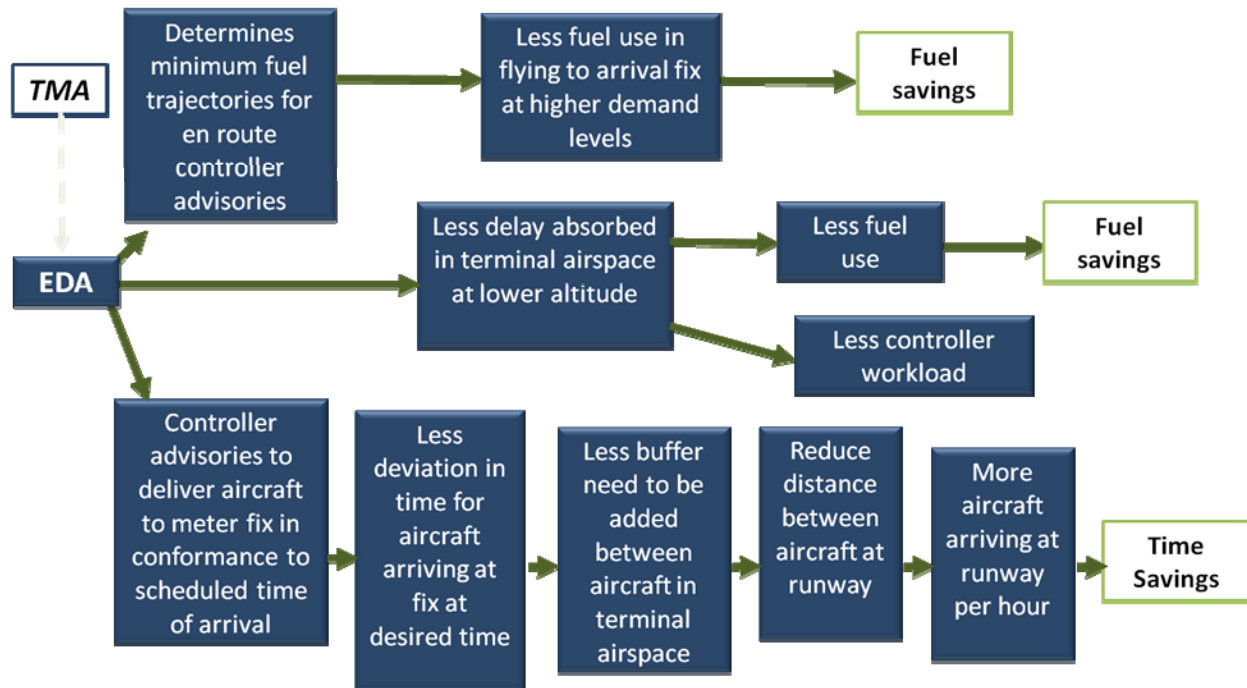 TMA
EDA
Determines
minimum fuel
trajectories for
en route
controller
advisories
Less fuel use in
flying to arrival fix
at higher demand
levels
Fuel
savings
Less delay absorbed
in terminal airspace
at lower altitude
Less fuel
use
Fuel
savings
Less controller
workload
Controller
advisories to
deliver aircraft
to meter fix in
conformance to
scheduled time
of arrival
Less
deviation in
time for
aircraft
arriving at
fix at
desired time
Less buffer
need to be
added
between
aircraft in
terminal
airspace
Reduce
distance
between
aircraft at
runway
More
aircraft
arriving at
runway
per hour
Time
Savings